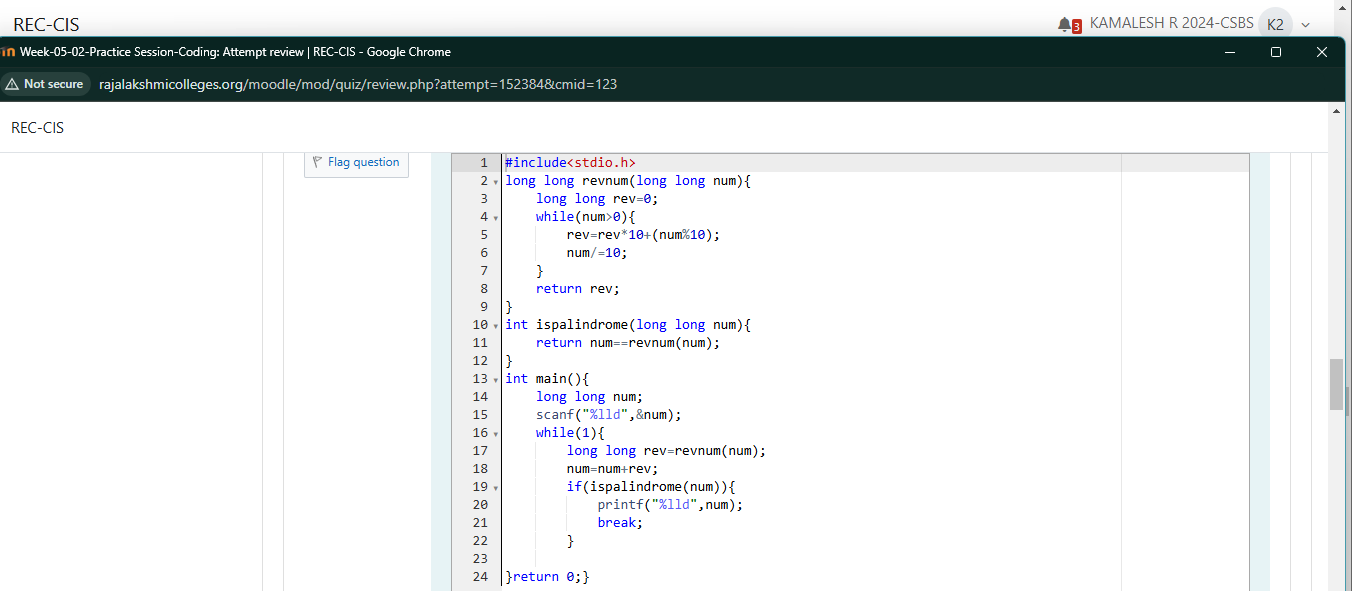 REC-CIS
3 KAMALESH R 2024-CSBS K2
in Week-05-02-Practice Session-Coding: Attempt review | REC-CIS - Google Chrome
Not secure rajalakshmicolleges.org/moodle/mod/quiz/review.php?attempt=152384&cmid=123
REC-CIS
Flag question
1 #include<stdio.h>
2 long long revnum(long long num){
3 long long rev=0;
4 while(num>0){
5 rev=rev*10+(num%10);
6 num/=10;
7 }
8 return rev;
9 }
10 int ispalindrome(long long num){
11 return num==revnum(num);
12 }
13 int main(){
14 long long num;
15 scanf("%lld",&num);
16 while(1){
17 long long rev=revnum(num);
18 num=num+rev;
19 if(ispalindrome(num)){
20 printf("%lld",num);
21 break;
22 }
23
24 }return 0;}